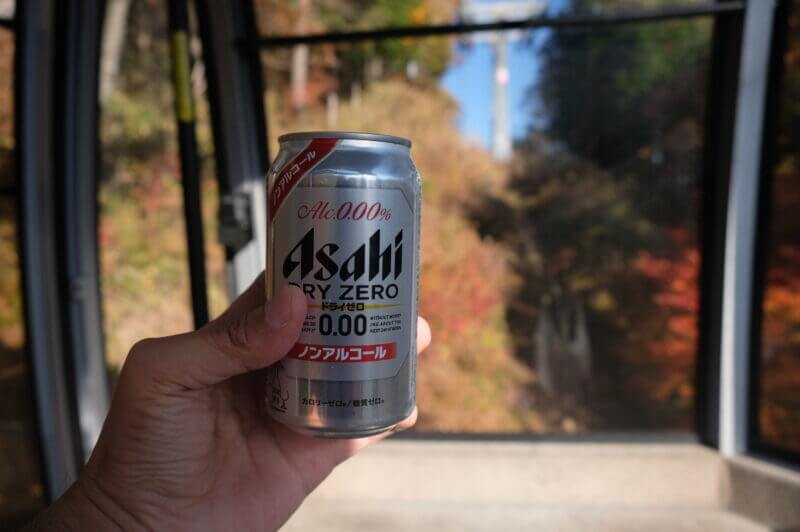 ノンアルコール
Alc.0.00%
Asahi
DRY ZERO
ドライゼロ
0.00
ノンアルコール
カロリーゼロ※/糖質ゼロ※